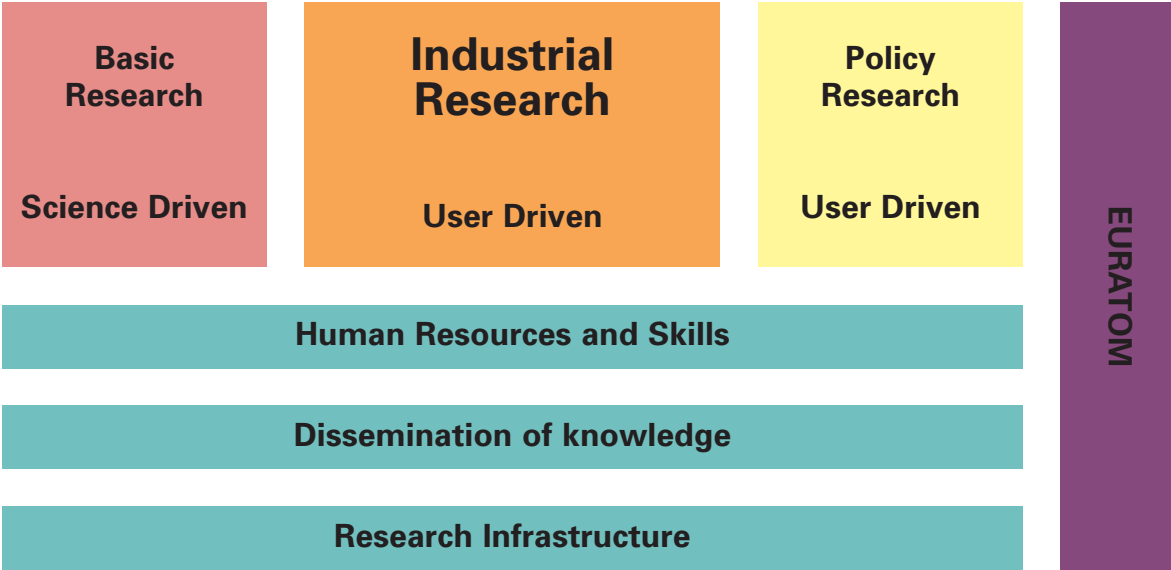 Basic
Research
Science Driven
Industrial
Research
User Driven
Policy
Research
User Driven
EURATOM
Human Resources and Skills
Dissemination of knowledge
Research Infrastructure